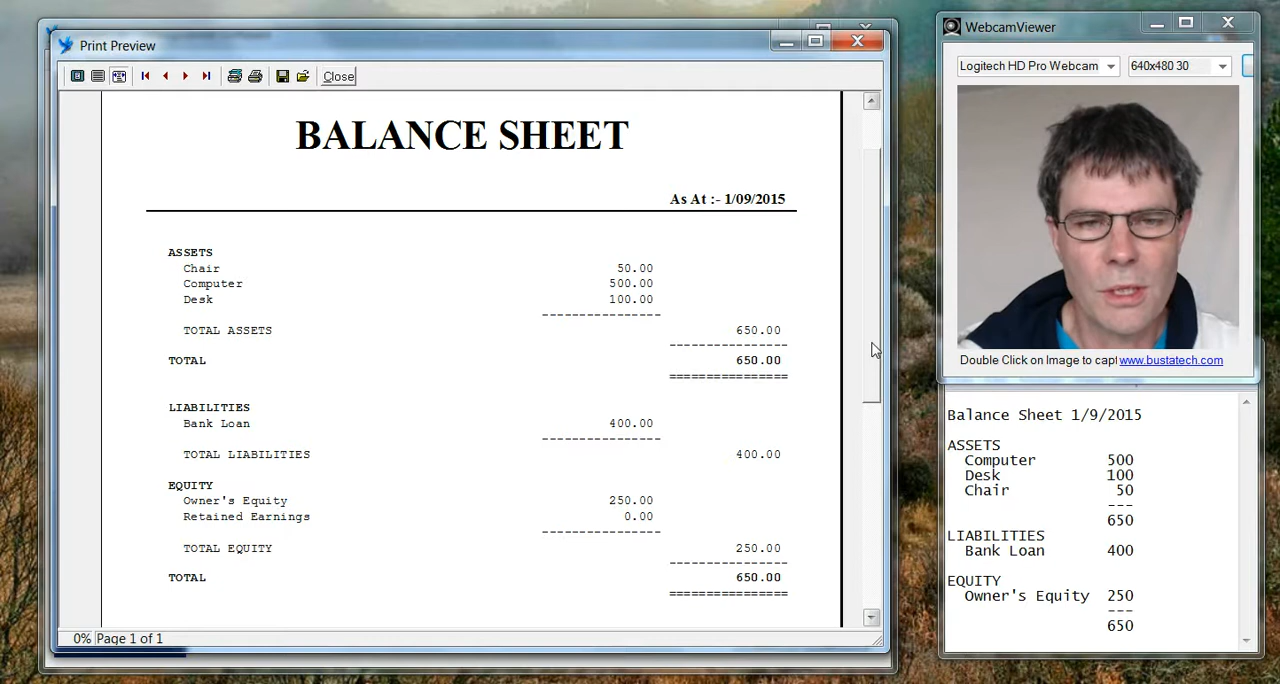 Print Preview
Close
BALANCE SHEET
As At :- 1/09/2015
ASSETS
Chair 50.00
Computer 500.00
Desk 100.00
----------------
TOTAL ASSETS 650.00
----------------
TOTAL 650.00
================
LIABILITIES
Bank Loan 400.00
----------------
TOTAL LIABILITIES 400.00
EQUITY
Owner's Equity 250.00
Retained Earnings 0.00
----------------
TOTAL EQUITY 250.00
----------------
TOTAL 650.00
================
0% Page 1 of 1
WebcamViewer
Logitech HD Pro Webcam 640x480 30
Double Click on Image to capt www.bustatech.com
Balance Sheet 1/9/2015
ASSETS
Computer 500
Desk 100
Chair 50
---
650
LIABILITIES
Bank Loan 400
EQUITY
Owner's Equity 250
---
650